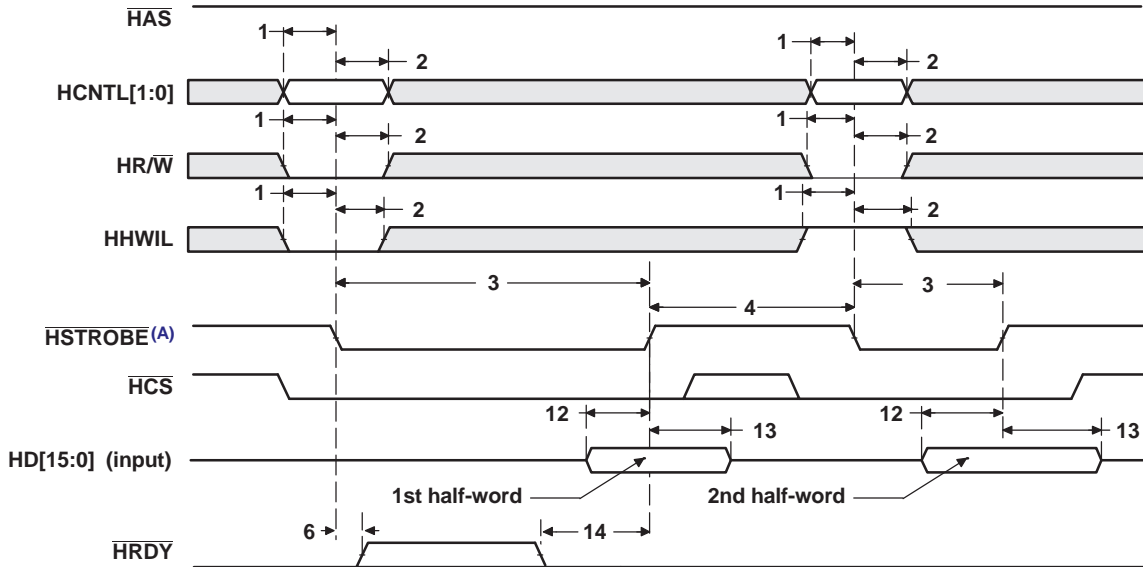 HAS
1
1
2
2
HCNTL[1:0]
1
1
2
2
HR/W
1
1
2
2
HHWIL
3
3
4
HSTROBE(A)
HCS
12
12
13
13
HD[15:0] (input)
1st half-word
2nd half-word
6
14
HRDY